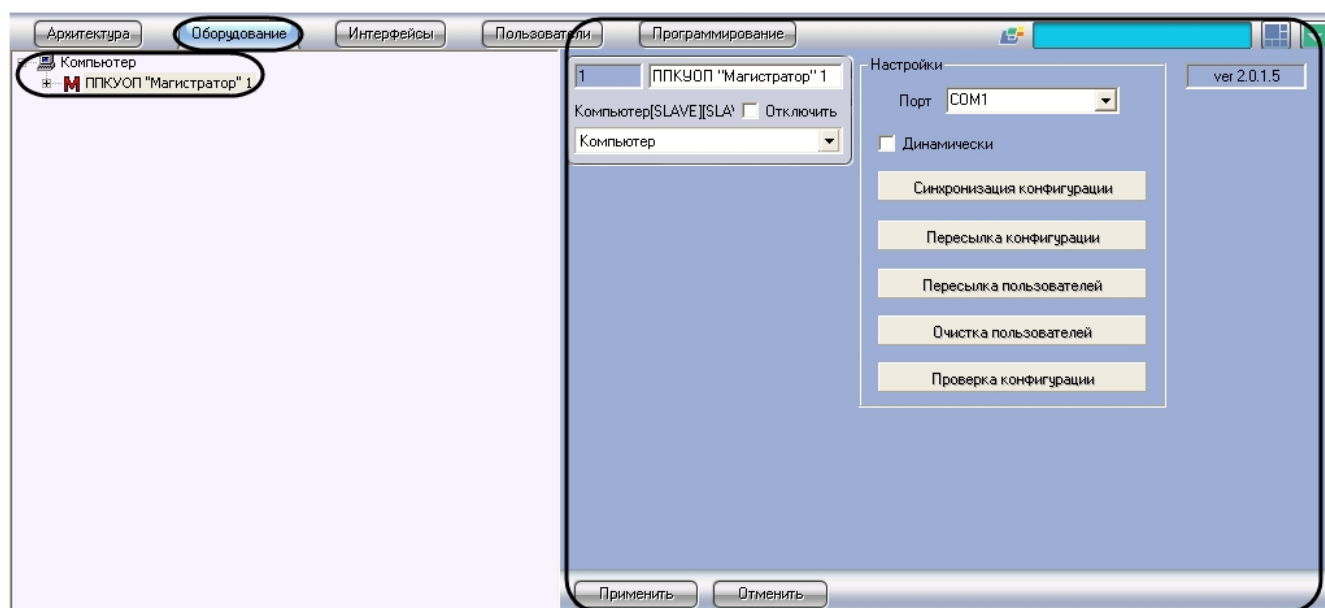 Архитектура Оборудование Интерфейсы Пользователи Программирование
Компьютер
ППКУОП "Магистратор" 1
1 ППКУОП "Магистратор" 1
Компьютер[SLAVE][SLA\ Отключить
Компьютер
Настройки
Порт COM1
Динамически
Синхронизация конфигурации
Пересылка конфигурации
Пересылка пользователей
Очистка пользователей
Проверка конфигурации
ver 2.0.1.5
Применить Отменить